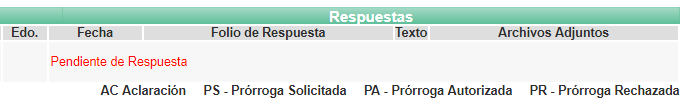 Respuestas
Edo. Fecha Folio de Respuesta Texto Archivos Adjuntos
Pendiente de Respuesta
AC Aclaración PS - Prórroga Solicitada PA - Prórroga Autorizada PR - Prórroga Rechazada